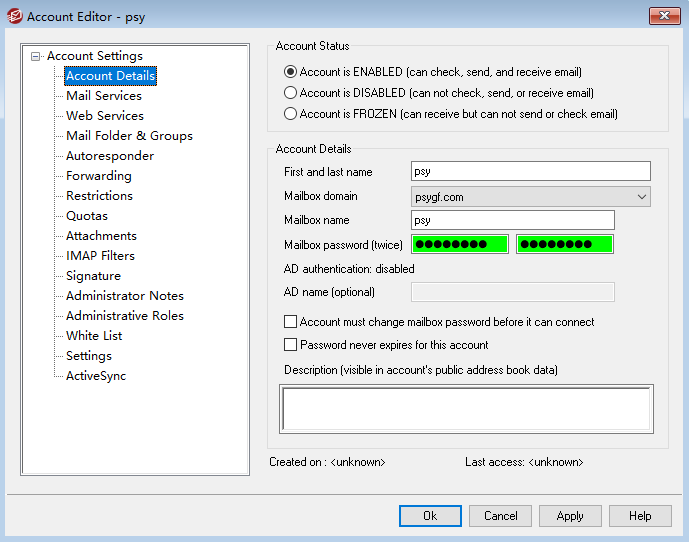 Account Editor - psy
Account Settings
Account Details
Mail Services
Web Services
Mail Folder & Groups
Autoresponder
Forwarding
Restrictions
Quotas
Attachments
IMAP Filters
Signature
Administrator Notes
Administrative Roles
White List
Settings
ActiveSync
Account Status
Account is ENABLED (can check, send, and receive email)
Account is DISABLED (can not check, send, or receive email)
Account is FROZEN (can receive but can not send or check email)
Account Details
First and last name psy
Mailbox domain psygf.com
Mailbox name psy
Mailbox password (twice) ●●●●●●●● ●●●●●●●●
AD authentication: disabled
AD name (optional)
Account must change mailbox password before it can connect
Password never expires for this account
Description (visible in account's public address book data)
Created on : <unknown> Last access: <unknown>
Ok Cancel Apply Help